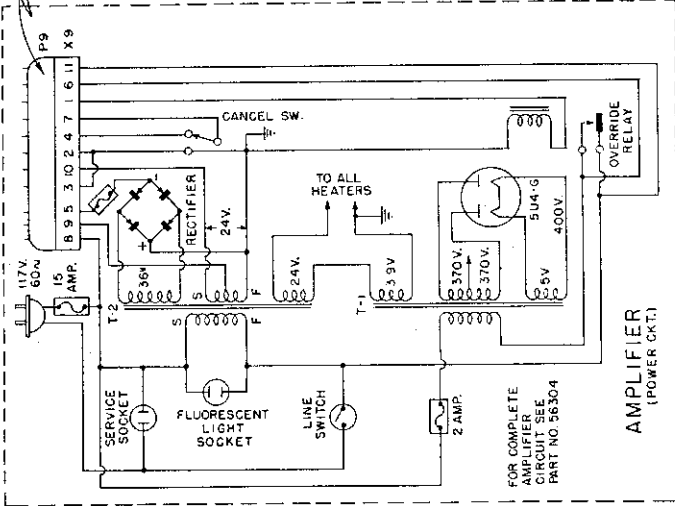 P9
X9
8 9 5 3 10 2 4 7 1 6 11
117V.
60~
15
AMP.
CANCEL SW.
RECTIFIER
+
-
36V
24V.
S
F
S
F
T-2
SERVICE
SOCKET
FLUORESCENT
LIGHT
SOCKET
LINE
SWITCH
24V.
TO ALL
HEATERS
T-1
3.9V
370V.
370V.
5V
5U4-G
400V.
OVERRIDE
RELAY
2 AMP.
FOR COMPLETE
AMPLIFIER
CIRCUIT SEE
PART NO. 56304
AMPLIFIER
(POWER CKT.)